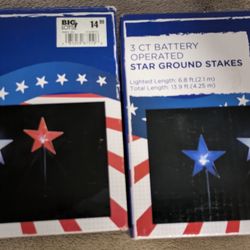 BIG
LOTS
14 99
3 CT BATTERY
OPERATED
STAR GROUND STAKES
Lighted Length: 6.8 ft.(2.1 m)
Total Length: 13.9 ft.(4.25 m)